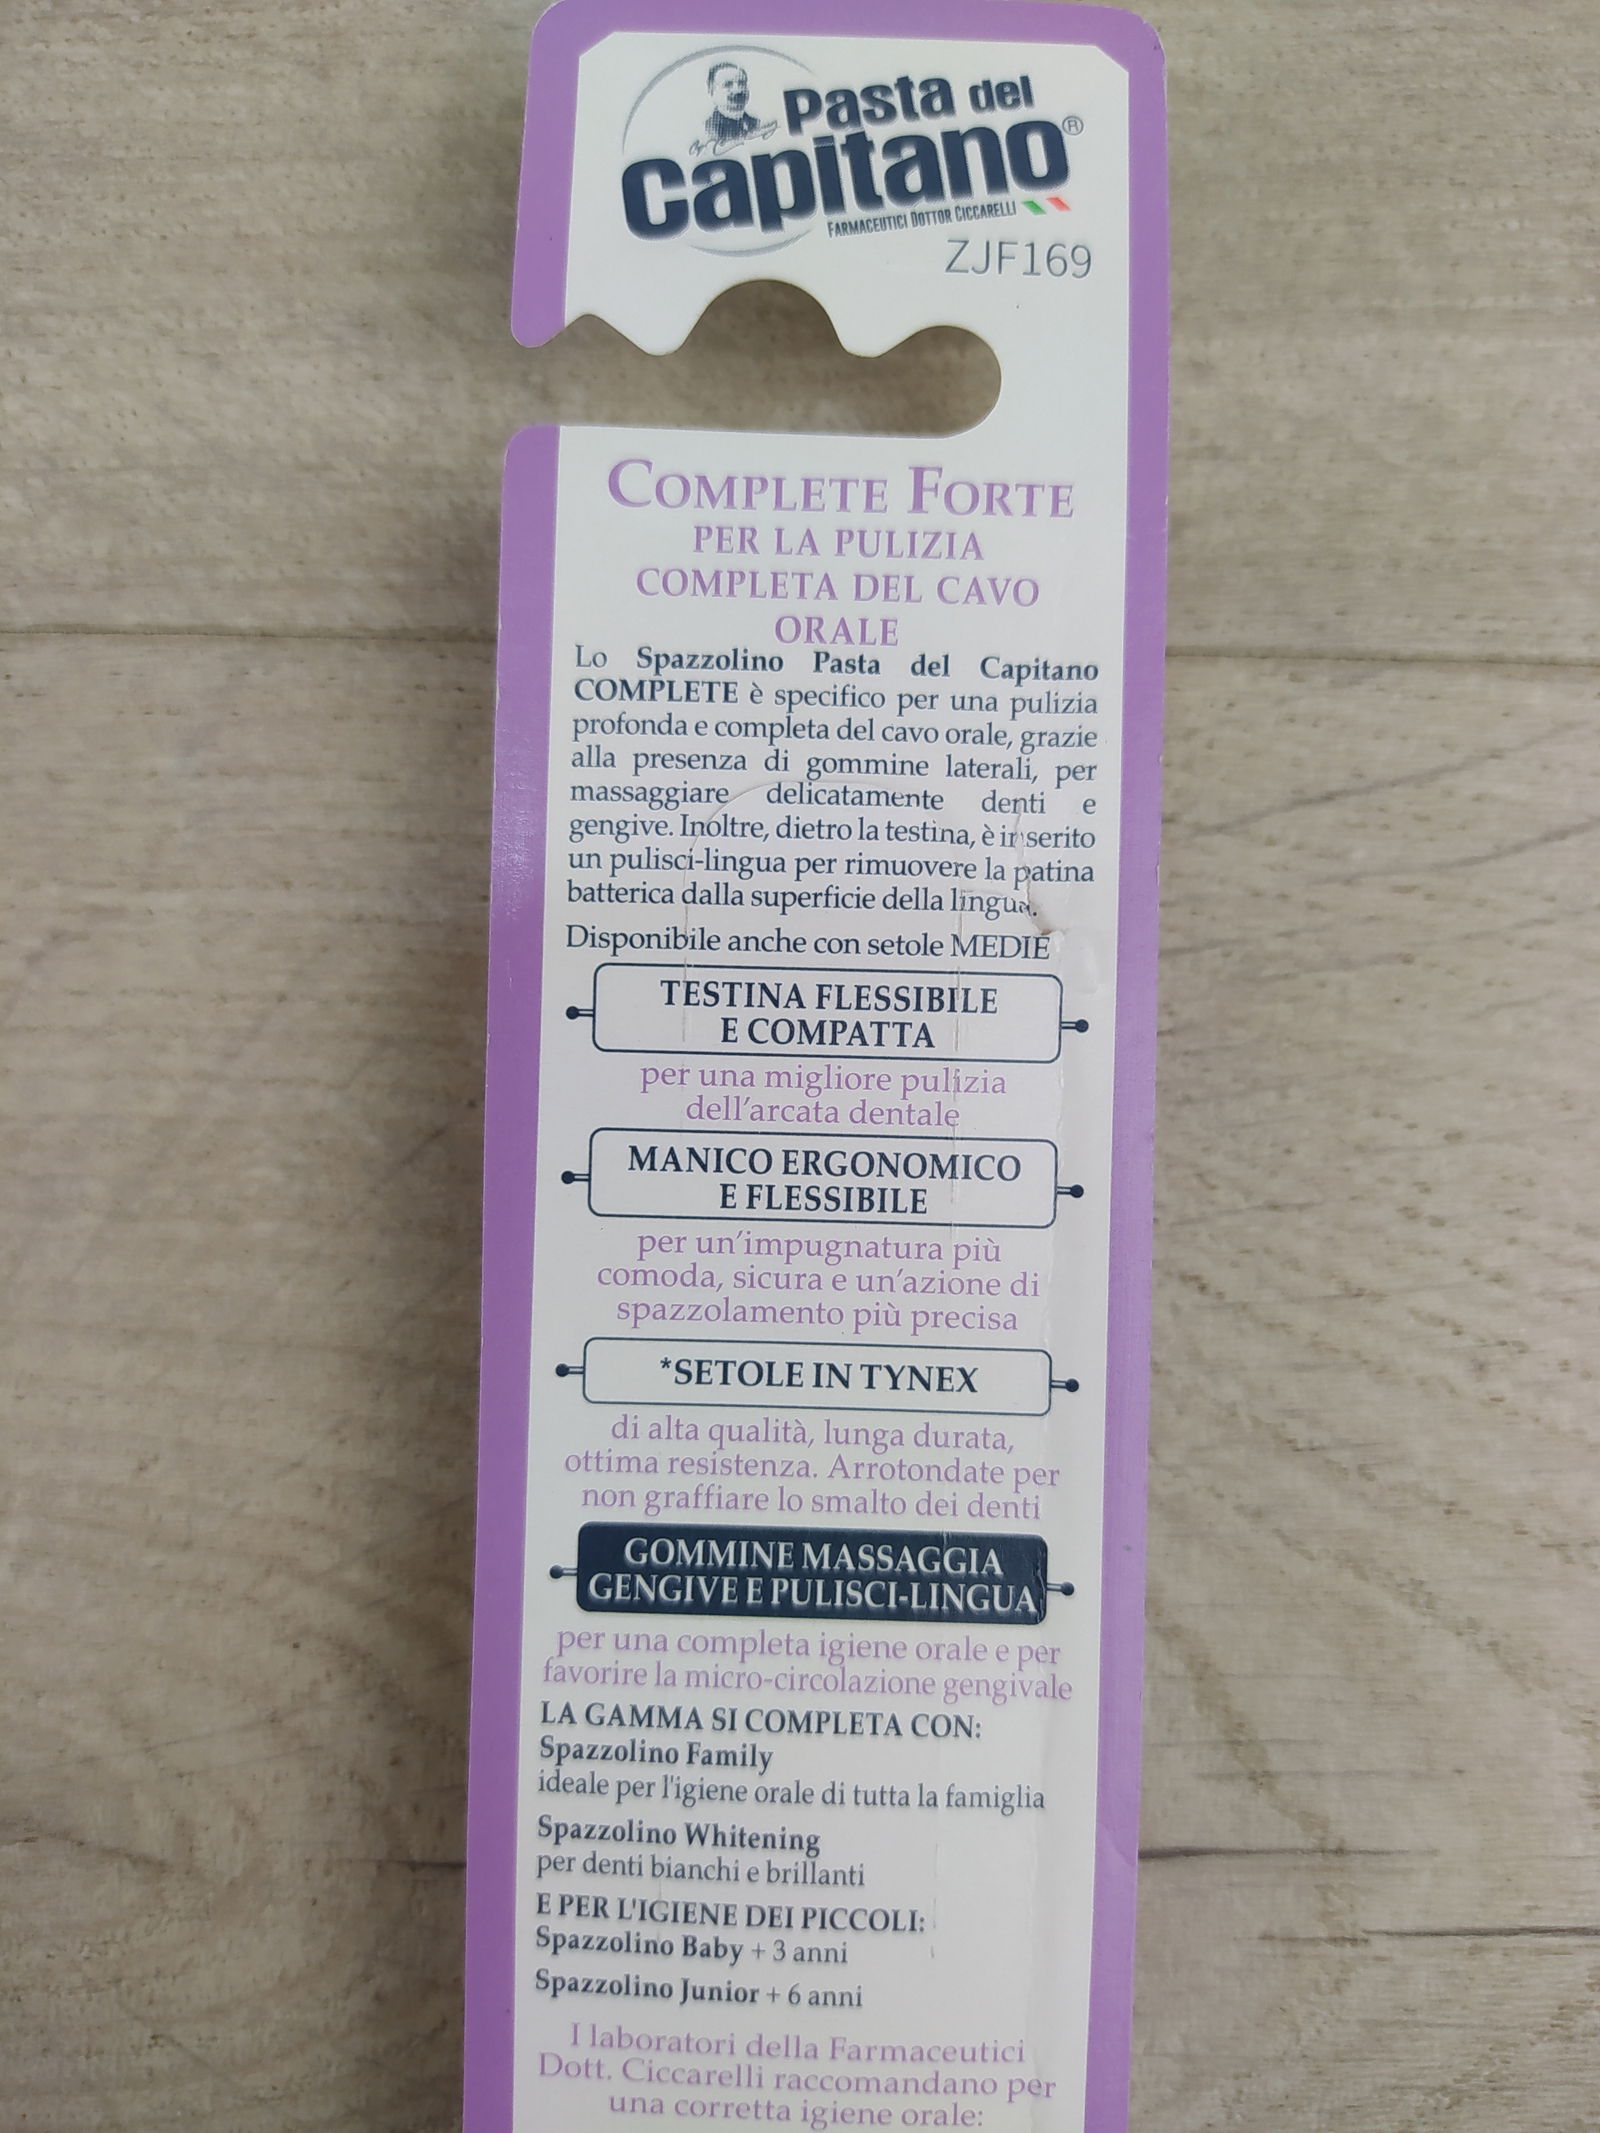 Pasta del
Capitano®
FARMACEUTICI DOTTOR CICCARELLI
ZJF169
COMPLETE FORTE
PER LA PULIZIA
COMPLETA DEL CAVO
ORALE
Lo Spazzolino Pasta del Capitano
COMPLETE è specifico per una pulizia
profonda e completa del cavo orale, grazie
alla presenza di gommine laterali, per
massaggiare delicatamente denti e
gengive. Inoltre, dietro la testina, è inserito
un pulisci-lingua per rimuovere la patina
batterica dalla superficie della lingua.
Disponibile anche con setole MEDIE
TESTINA FLESSIBILE
E COMPATTA
per una migliore pulizia
dell'arcata dentale
MANICO ERGONOMICO
E FLESSIBILE
per un'impugnatura più
comoda, sicura e un'azione di
spazzolamento più precisa
*SETOLE IN TYNEX
di alta qualità, lunga durata,
ottima resistenza. Arrotondate per
non graffiare lo smalto dei denti
GOMMINE MASSAGGIA
GENGIVE E PULISCI-LINGUA
per una completa igiene orale e per
favorire la micro-circolazione gengivale
LA GAMMA SI COMPLETA CON:
Spazzolino Family
ideale per l'igiene orale di tutta la famiglia
Spazzolino Whitening
per denti bianchi e brillanti
E PER L'IGIENE DEI PICCOLI:
Spazzolino Baby + 3 anni
Spazzolino Junior + 6 anni
I laboratori della Farmaceutici
Dott. Ciccarelli raccomandano per
una corretta igiene orale: